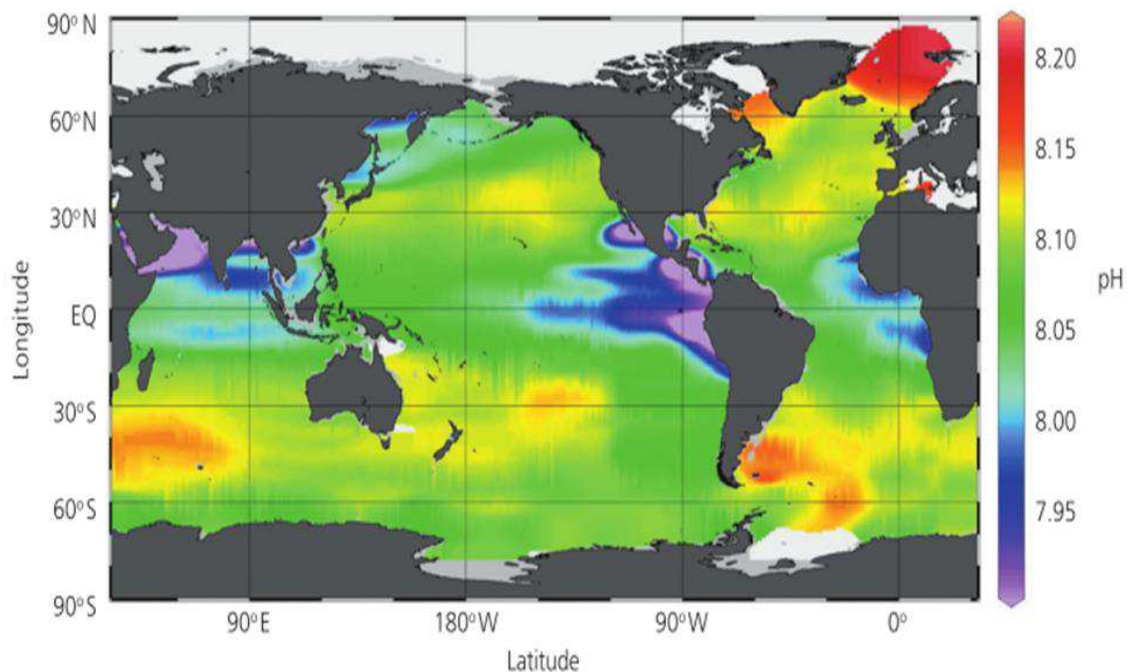 90° N
60° N
30° N
EQ
30° S
60° S
90° S
Longitude
90° E
180° W
90° W
0°
Latitude
8.20
8.15
8.10
8.05
8.00
7.95
pH